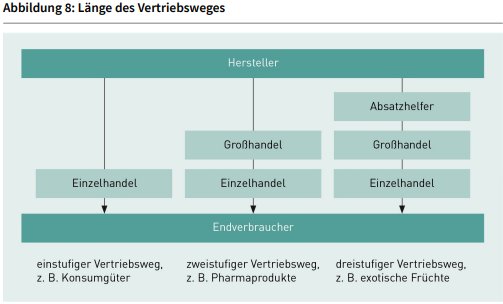 Abbildung 8: Länge des Vertriebsweges
Hersteller
Absatzhelfer
Großhandel
Großhandel
Einzelhandel
Einzelhandel
Einzelhandel
Endverbraucher
einstufiger Vertriebsweg,
z. B. Konsumgüter
zweistufiger Vertriebsweg,
z. B. Pharmaprodukte
dreistufiger Vertriebsweg,
z. B. exotische Früchte